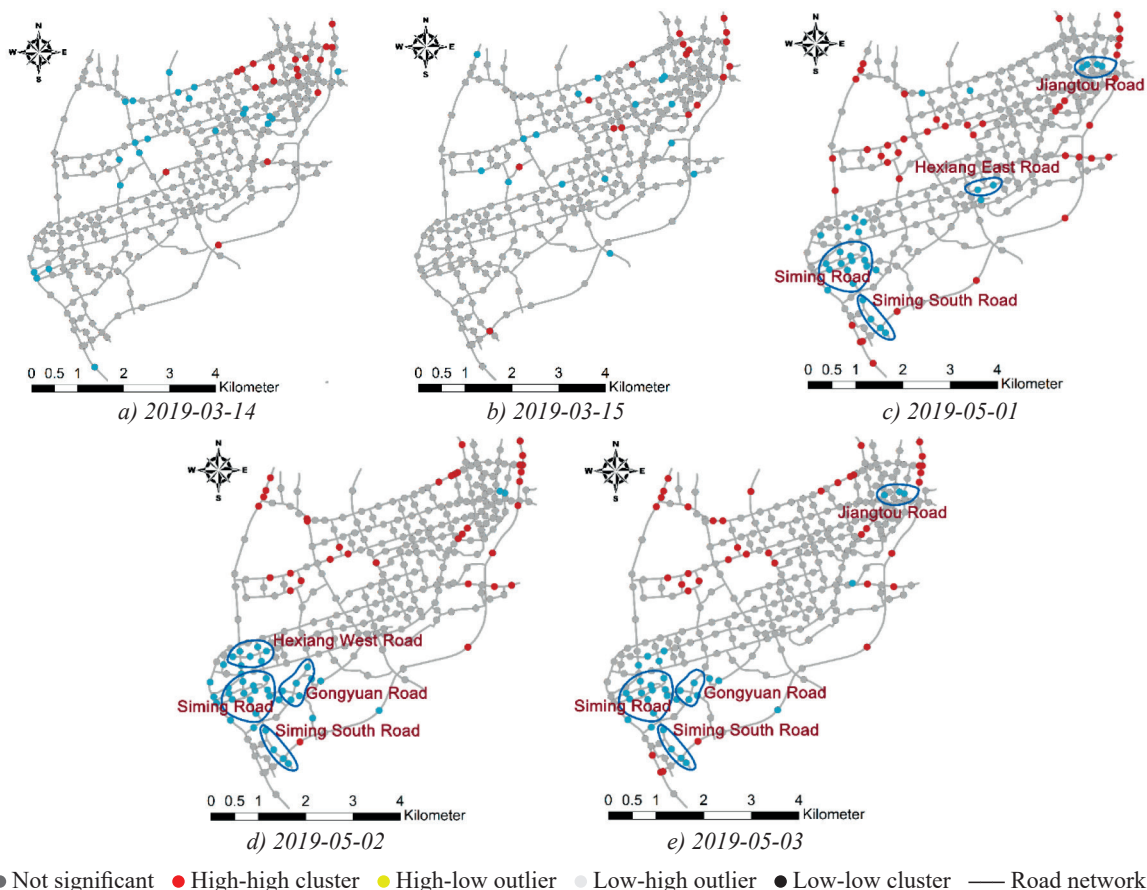 N
W E
S
0 0.5 1 2 3 4
Kilometer
a) 2019-03-14
N
W E
S
0 0.5 1 2 3 4
Kilometer
b) 2019-03-15
N
W E
S
Jiangtou Road
Hexiang East Road
Siming Road
Siming South Road
0 0.5 1 2 3 4
Kilometer
c) 2019-05-01
N
W E
S
Hexiang West Road
Gongyuan Road
Siming Road
Siming South Road
0 0.5 1 2 3 4
Kilometer
d) 2019-05-02
N
W E
S
Jiangtou Road
Gongyuan Road
Siming Road
Siming South Road
0 0.5 1 2 3 4
Kilometer
e) 2019-05-03
Not significant High-high cluster High-low outlier Low-high outlier Low-low cluster Road network